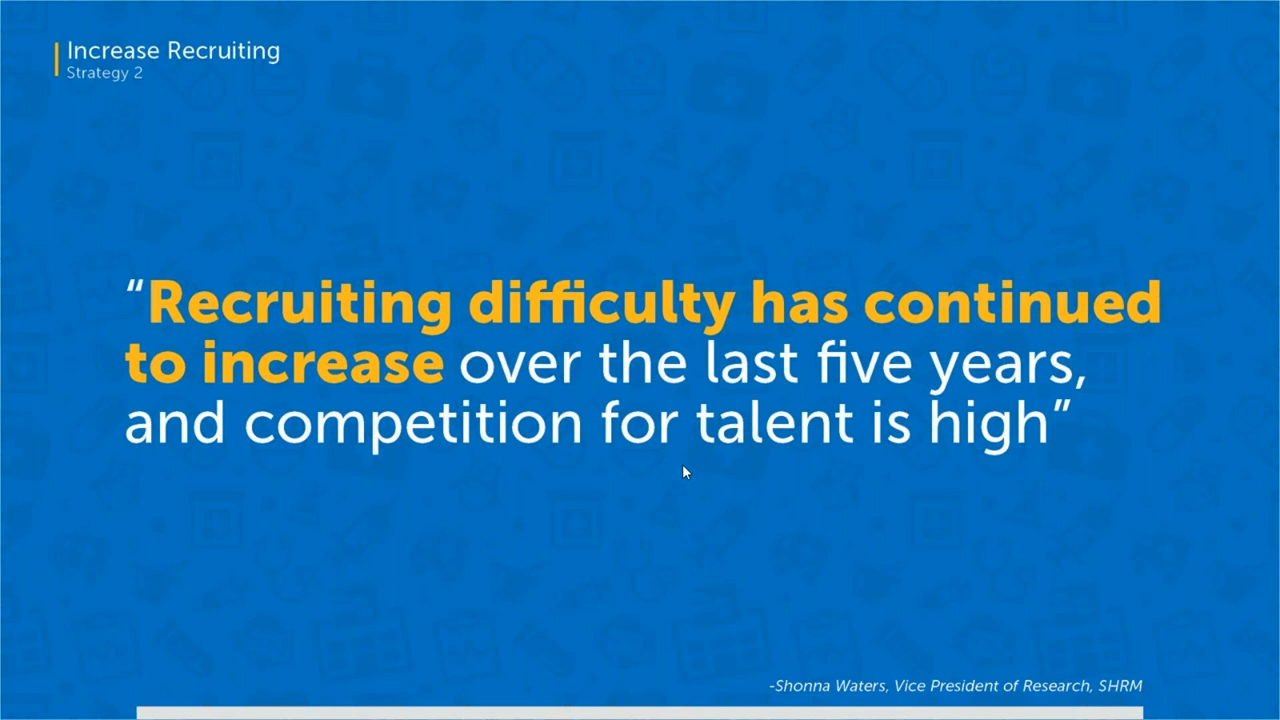 Increase Recruiting
Strategy 2
“Recruiting difficulty has continued
to increase over the last five years,
and competition for talent is high”
-Shonna Waters, Vice President of Research, SHRM